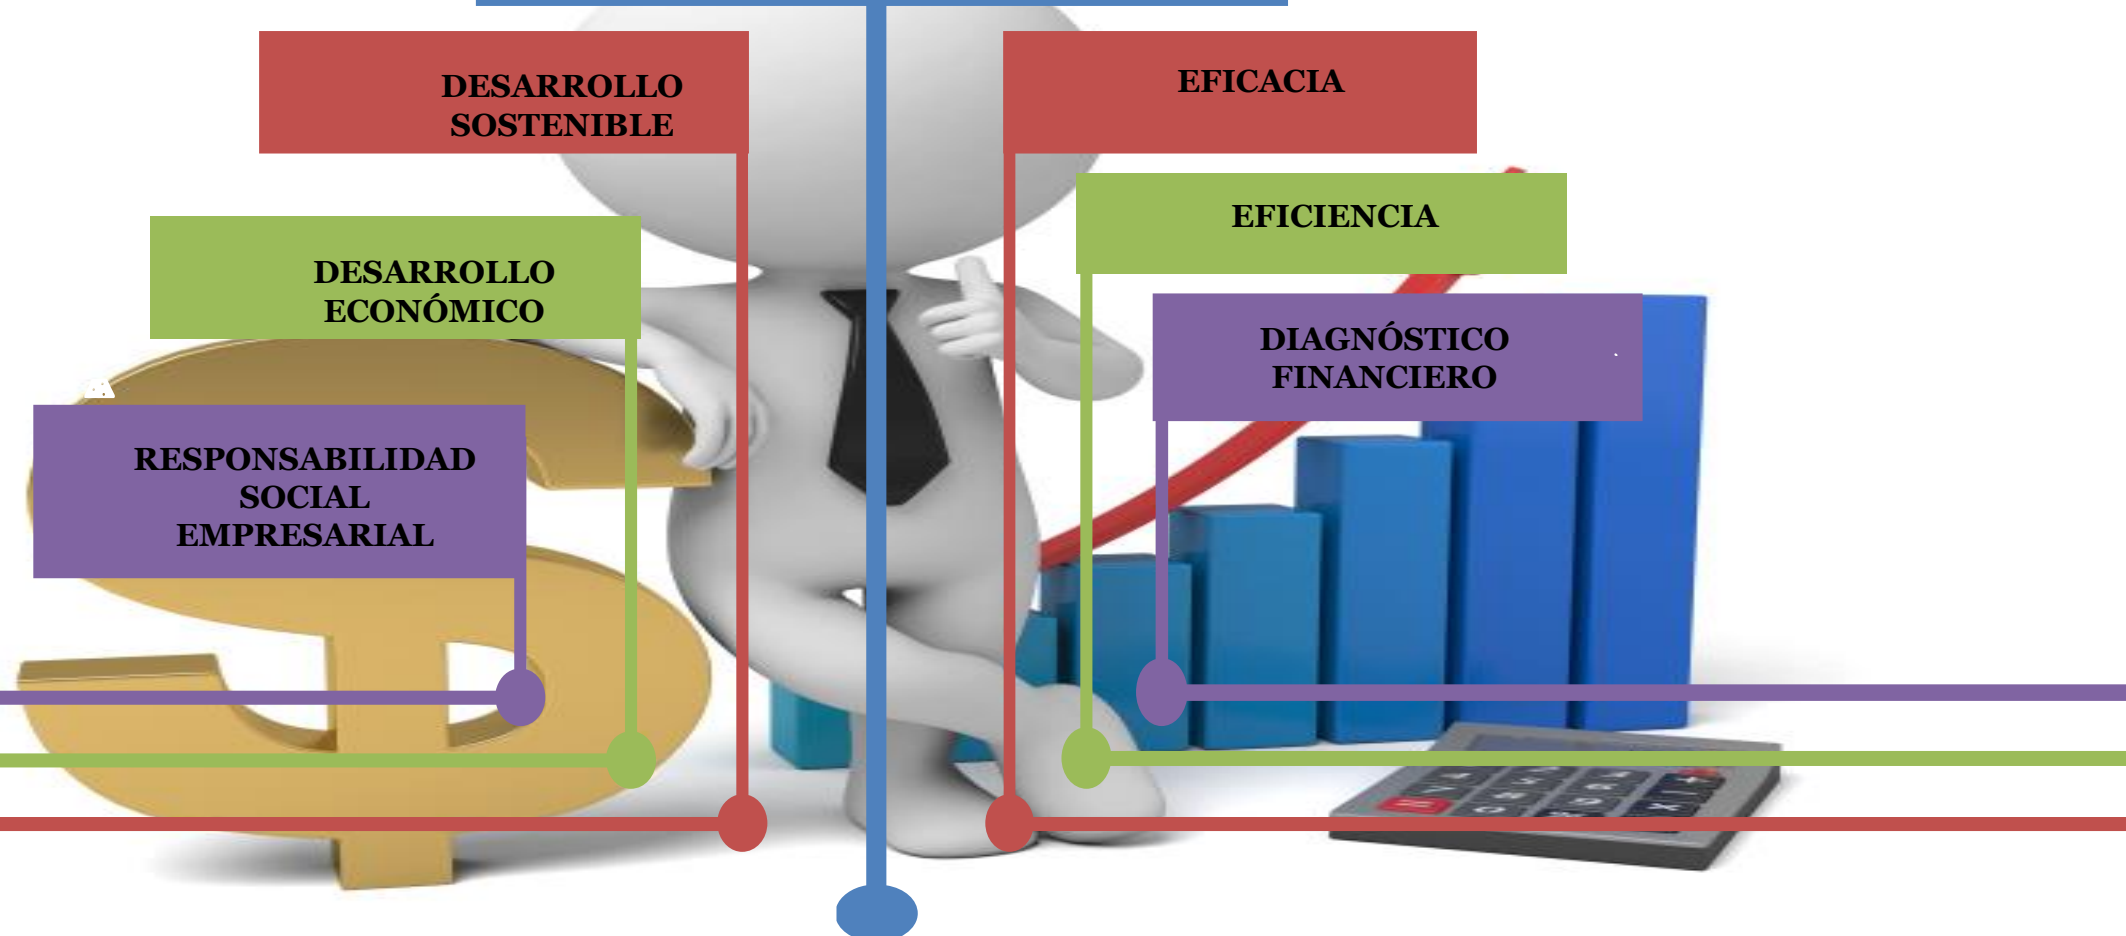 DESARROLLO
SOSTENIBLE
DESARROLLO
ECONÓMICO
RESPONSABILIDAD
SOCIAL
EMPRESARIAL
EFICACIA
EFICIENCIA
DIAGNÓSTICO
FINANCIERO